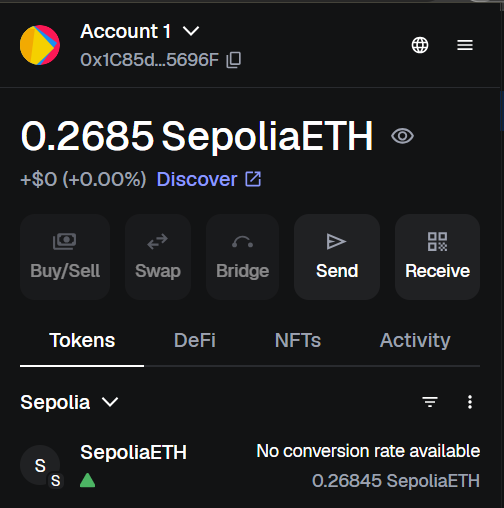 Account 1
0x1C85d...5696F
0.2685 SepoliaETH
+$0 (+0.00%) Discover
Buy/Sell Swap Bridge Send Receive
Tokens DeFi NFTs Activity
Sepolia
S S SepoliaETH No conversion rate available
0.26845 SepoliaETH